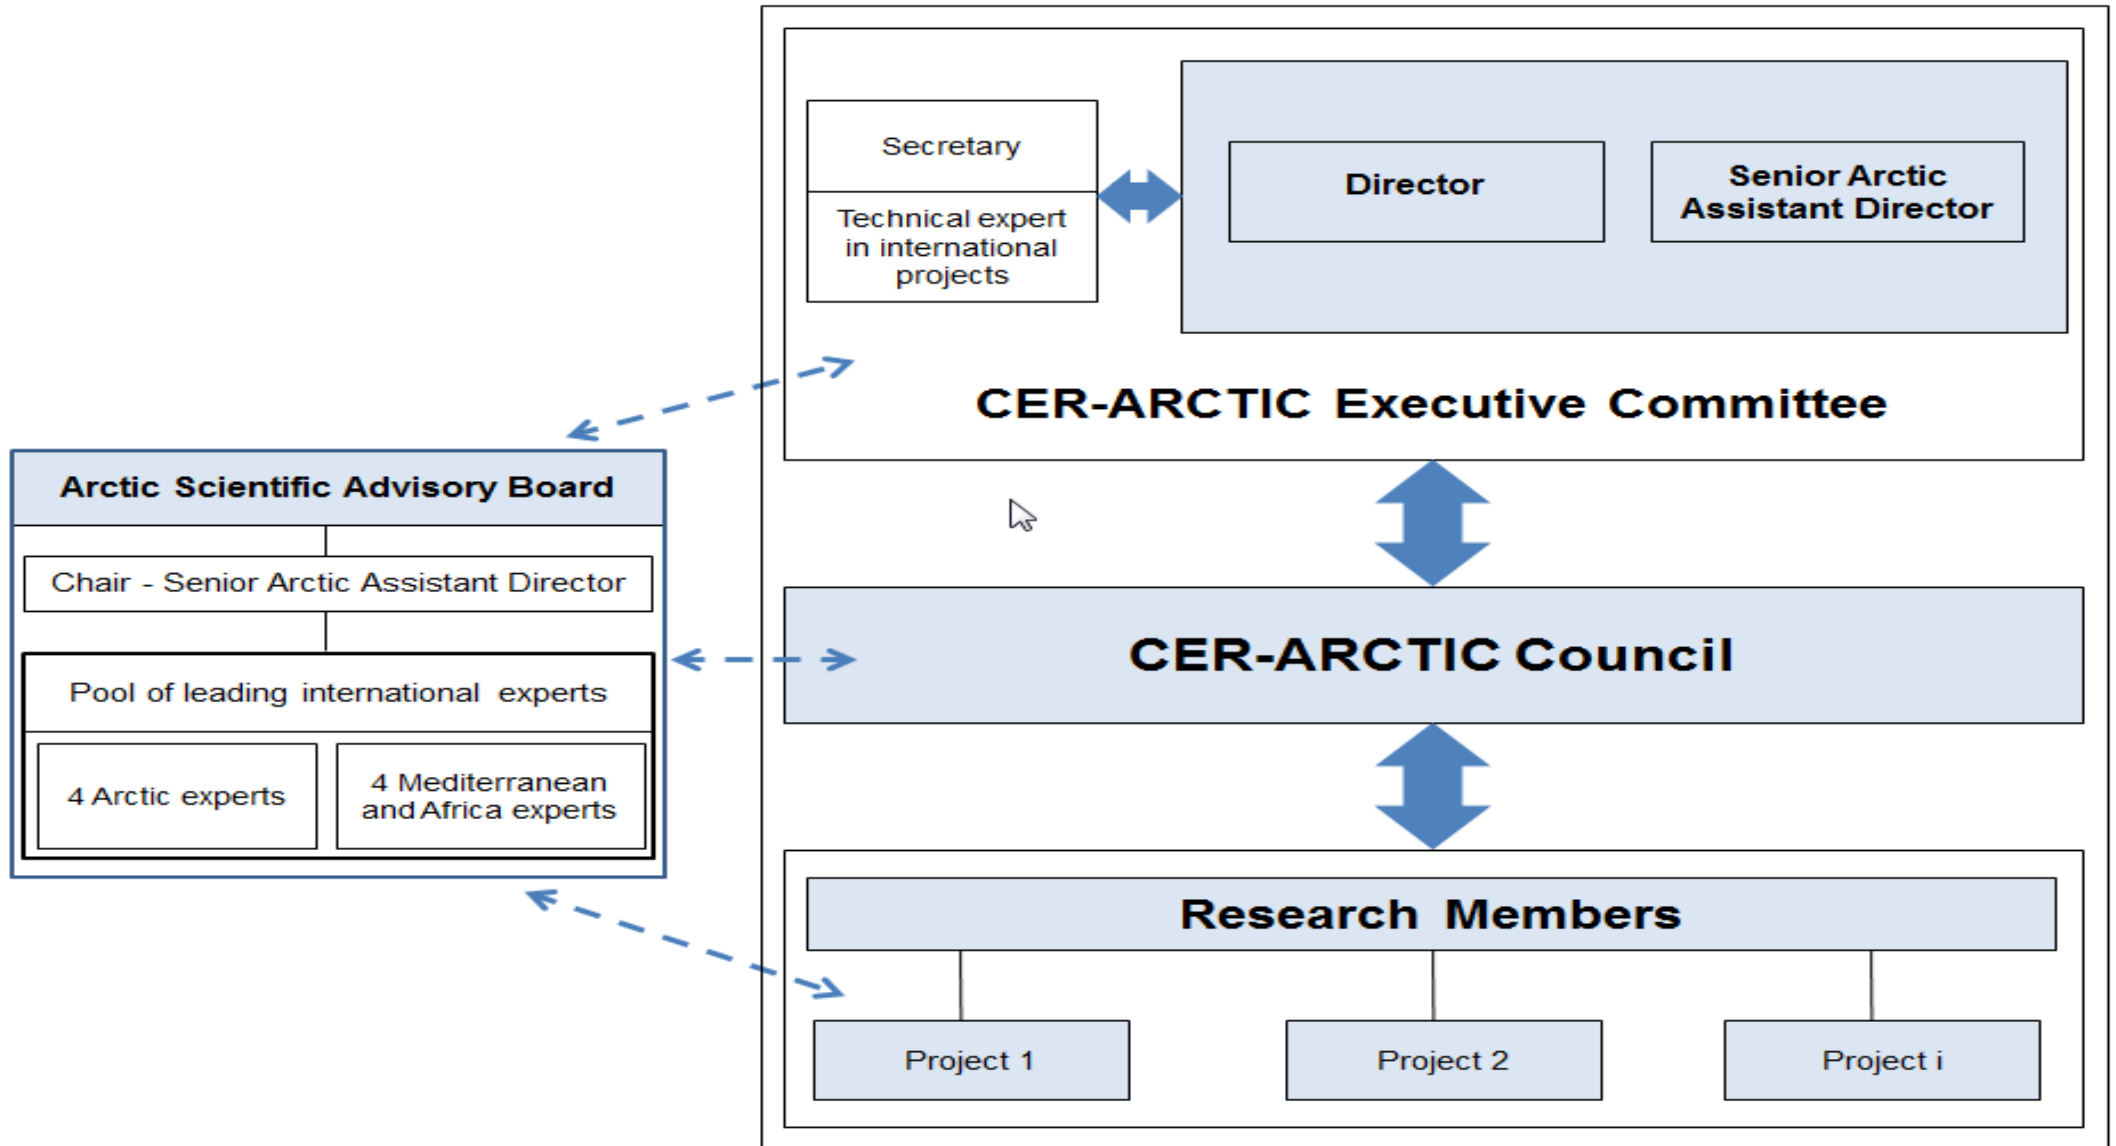 Secretary
Technical expert
in international
projects
Director
Senior Arctic
Assistant Director
CER-ARCTIC Executive Committee
Arctic Scientific Advisory Board
Chair - Senior Arctic Assistant Director
Pool of leading international experts
4 Arctic experts
4 Mediterranean
and Africa experts
CER-ARCTIC Council
Research Members
Project 1
Project 2
Project i